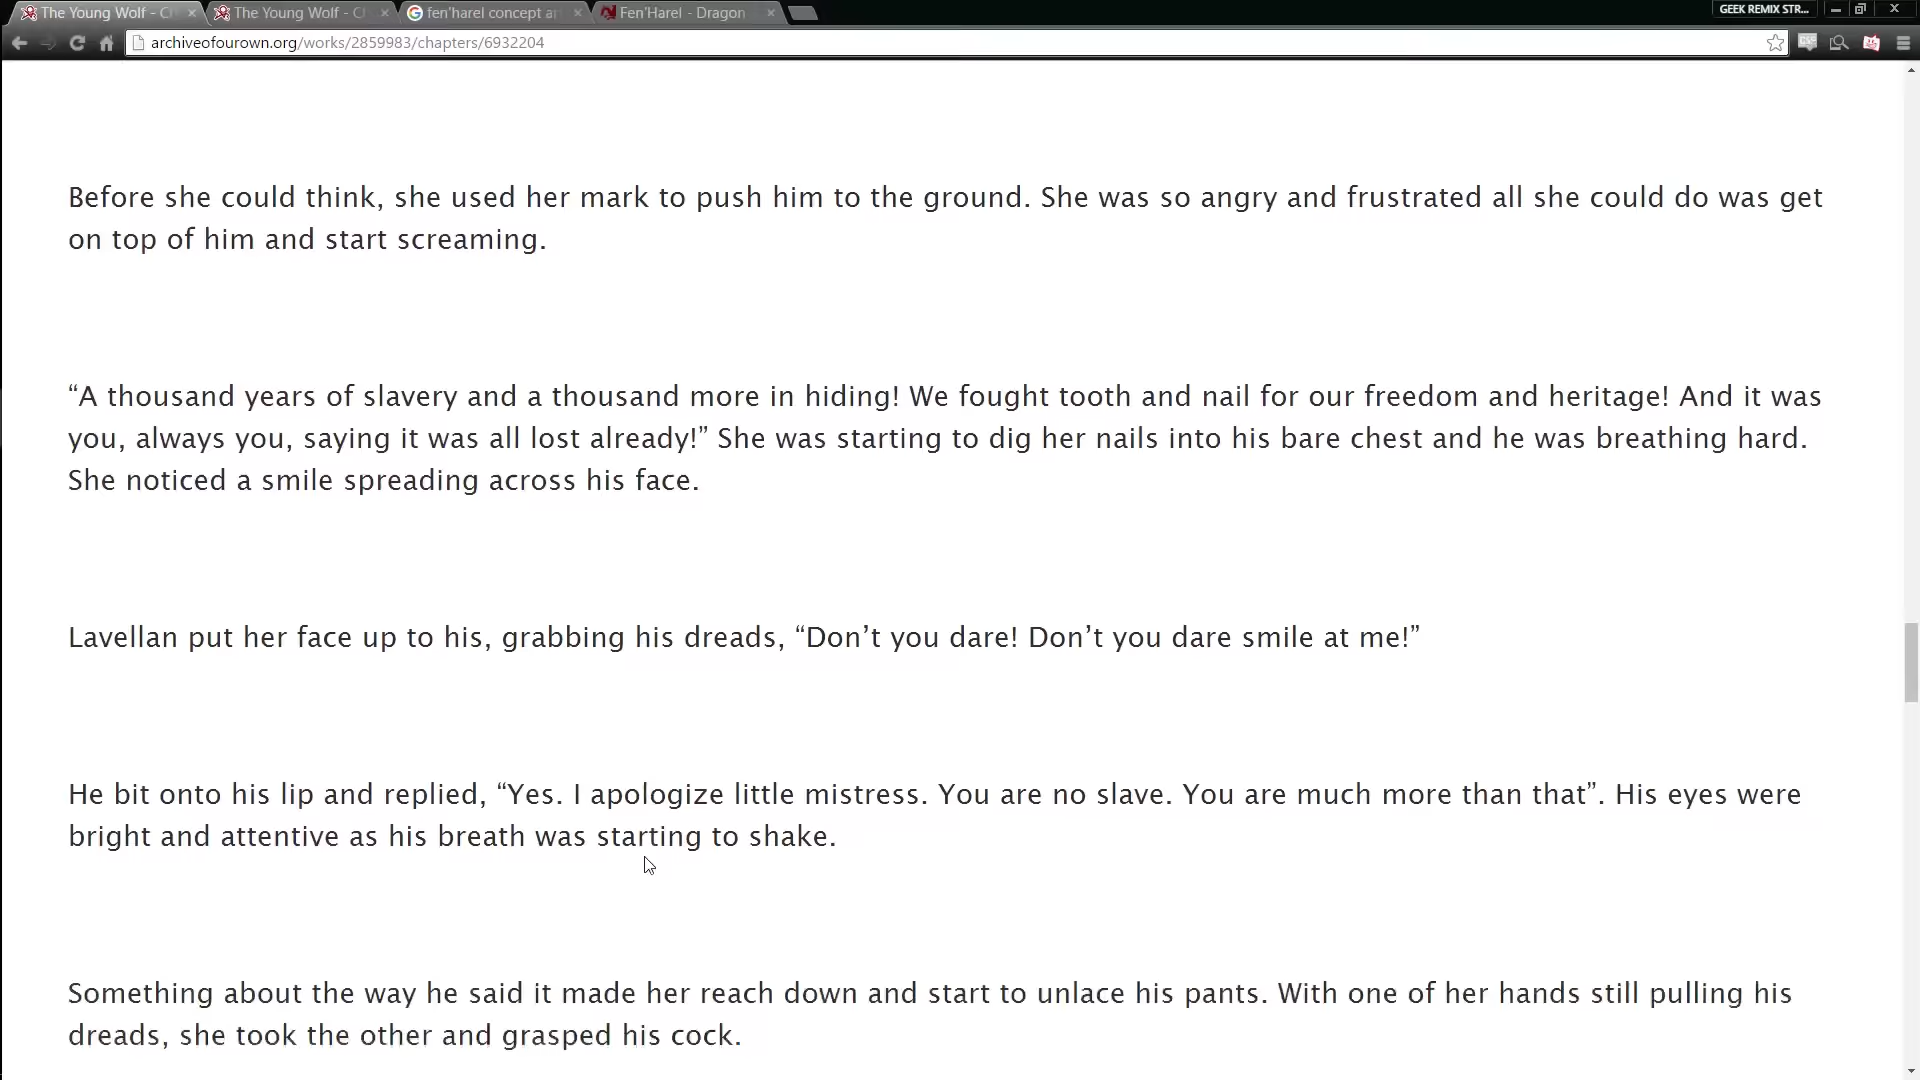 The Young Wolf - C
The Young Wolf - C
fen'harel concept a
Fen'Harel - Dragon
GEEK REMIX STR...
archiveofourown.org/works/2859983/chapters/6932204
Before she could think, she used her mark to push him to the ground. She was so angry and frustrated all she could do was get
on top of him and start screaming.
“A thousand years of slavery and a thousand more in hiding! We fought tooth and nail for our freedom and heritage! And it was
you, always you, saying it was all lost already!” She was starting to dig her nails into his bare chest and he was breathing hard.
She noticed a smile spreading across his face.
Lavellan put her face up to his, grabbing his dreads, “Don’t you dare! Don’t you dare smile at me!”
He bit onto his lip and replied, “Yes. I apologize little mistress. You are no slave. You are much more than that”. His eyes were
bright and attentive as his breath was starting to shake.
Something about the way he said it made her reach down and start to unlace his pants. With one of her hands still pulling his
dreads, she took the other and grasped his cock.